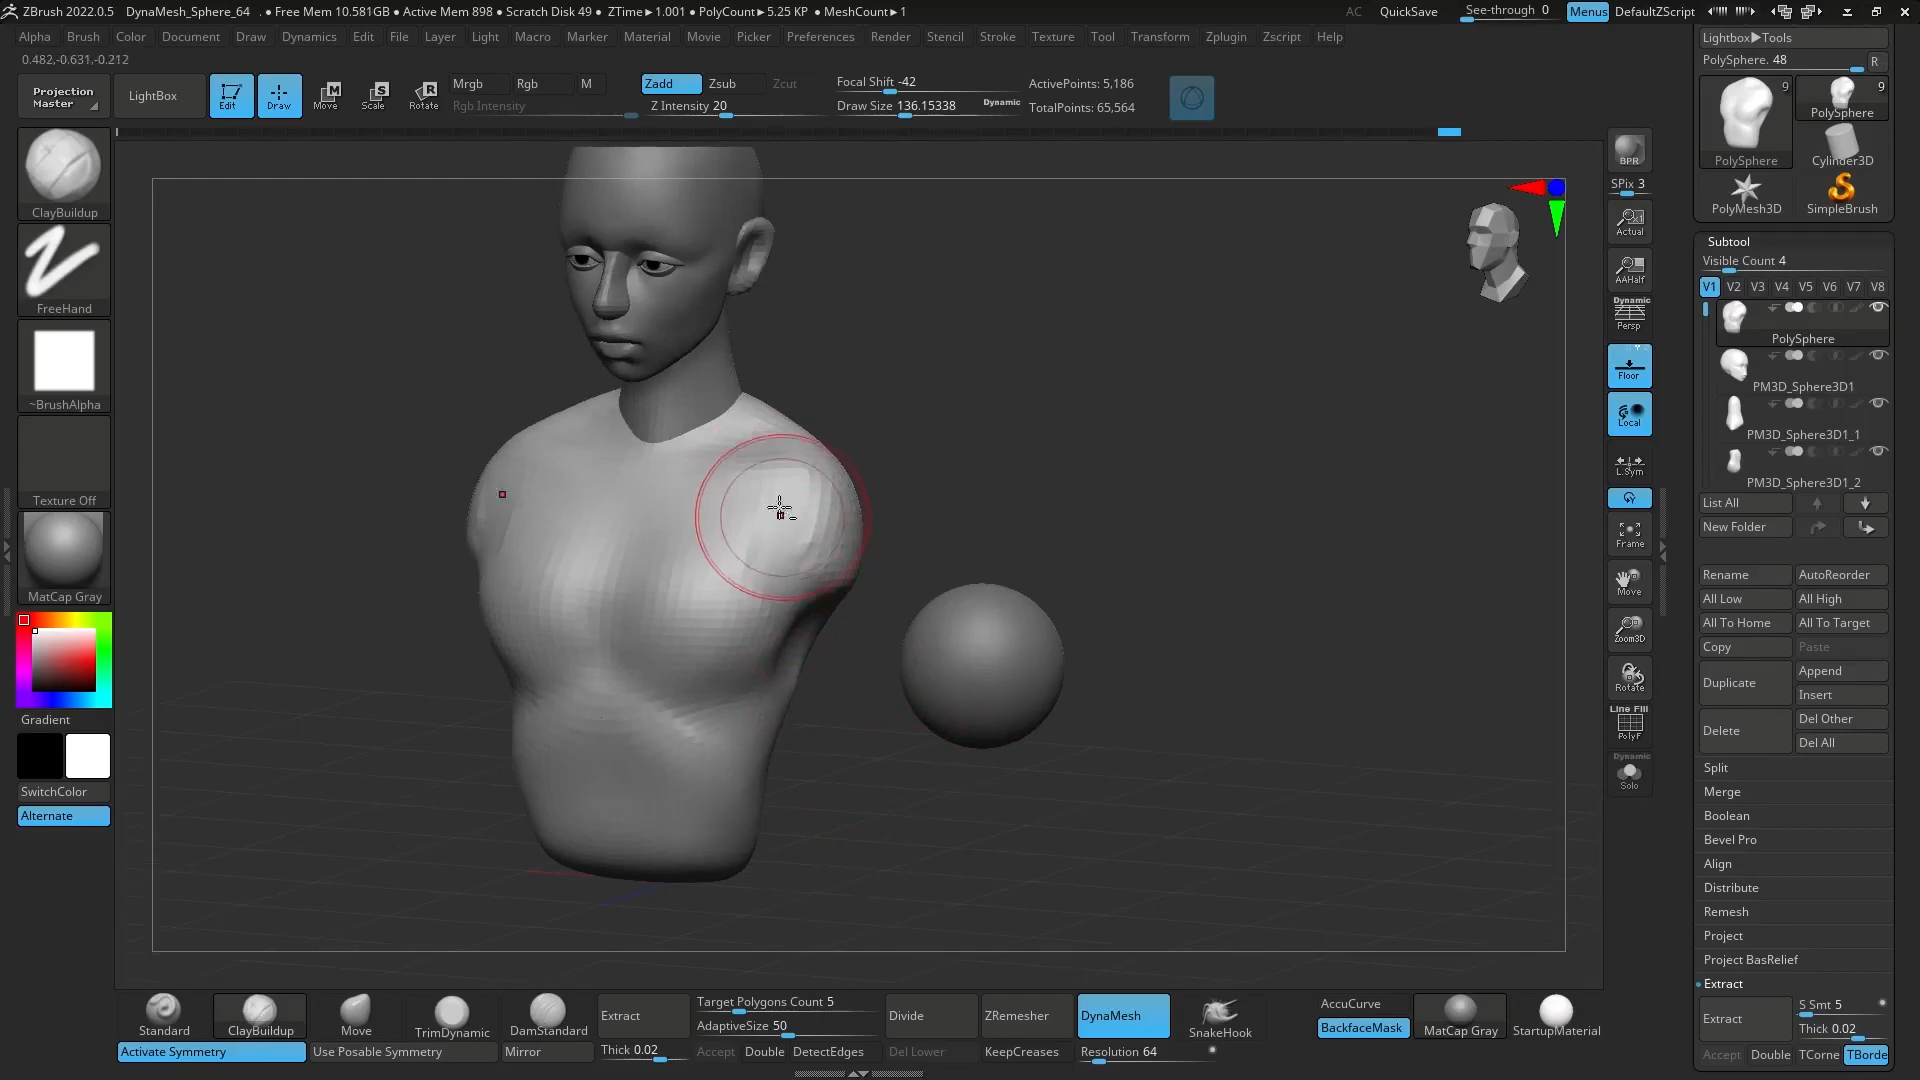 ZBrush 2022.0.5 DynaMesh_Sphere_64 . ● Free Mem 10.581GB ● Active Mem 898 ● Scratch Disk 49 ● ZTime▶1.001 ● PolyCount▶5.25 KP ● MeshCount▶1 AC QuickSave See-through 0 Menus DefaultZScript
Alpha Brush Color Document Draw Dynamics Edit File Layer Light Macro Marker Material Movie Picker Preferences Render Stencil Stroke Texture Tool Transform Zplugin Zscript Help
0.482,-0.631,-0.212
Projection Master
LightBox
Edit
Draw
Move
Scale
Rotate
Mrgb Rgb M
Rgb Intensity
Zadd Zsub Zcut
Z Intensity 20
Focal Shift -42
Draw Size 136.15338
Dynamic
ActivePoints: 5,186
TotalPoints: 65,564
ClayBuildup
FreeHand
~BrushAlpha
Texture Off
MatCap Gray
Gradient
SwitchColor
Alternate
BPR
SPix 3
Actual
AAHalf
Dynamic
Persp
Floor
Local
L.Sym
Frame
Move
Zoom3D
Rotate
Line Fill
PolyF
Dynamic
Solo
Lightbox▶Tools
PolySphere. 48 R
9
PolySphere
9
PolySphere
Cylinder3D
PolyMesh3D
SimpleBrush
Subtool
Visible Count 4
V1 V2 V3 V4 V5 V6 V7 V8
PolySphere
PM3D_Sphere3D1
PM3D_Sphere3D1_1
PM3D_Sphere3D1_2
List All
New Folder
Rename AutoReorder
All Low All High
All To Home All To Target
Copy Paste
Duplicate Append
Insert
Delete Del Other
Del All
Split
Merge
Boolean
Bevel Pro
Align
Distribute
Remesh
Project
Project BasRelief
Extract
Extract S Smt 5
Thick 0.02
Accept Double TCorne TBorde
Standard
ClayBuildup
Move
TrimDynamic
DamStandard
Extract
Target Polygons Count 5
AdaptiveSize 50
Divide
ZRemesher
DynaMesh
SnakeHook
AccuCurve
BackfaceMask
MatCap Gray
StartupMaterial
Activate Symmetry
Use Posable Symmetry
Mirror
Thick 0.02
Accept Double DetectEdges
Del Lower
KeepCreases
Resolution 64